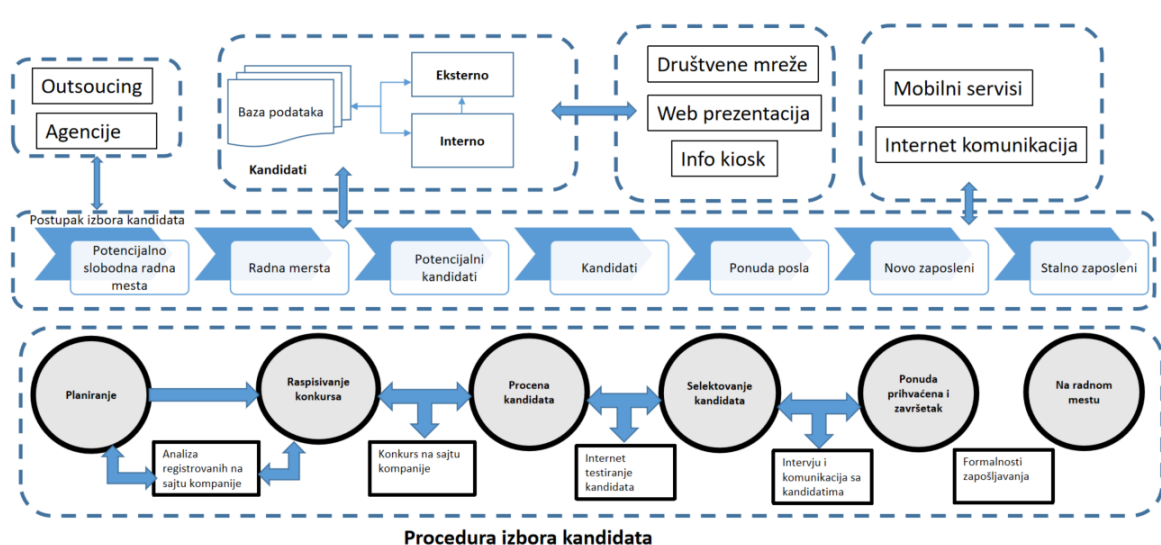 Outsoucing
Agencije
Baza podataka
Eksterno
Interno
Kandidati
Društvene mreže
Web prezentacija
Info kiosk
Mobilni servisi
Internet komunikacija
Postupak izbora kandidata
Potencijalno
slobodna radna
mesta
Radna mersta
Potencijalni
kandidati
Kandidati
Ponuda posla
Novo zaposleni
Stalno zaposleni
Planiranje
Raspisivanje
konkursa
Procena
kandidata
Selektovanje
kandidata
Ponuda
prihvaćena i
završetak
Na radnom
mestu
Analiza
registrovanih na
sajtu kompanije
Konkurs na sajtu
kompanije
Internet
testiranje
kandidata
Intervju i
komunikacija sa
kandidatima
Formalnosti
zapošljavanja
Procedura izbora kandidata